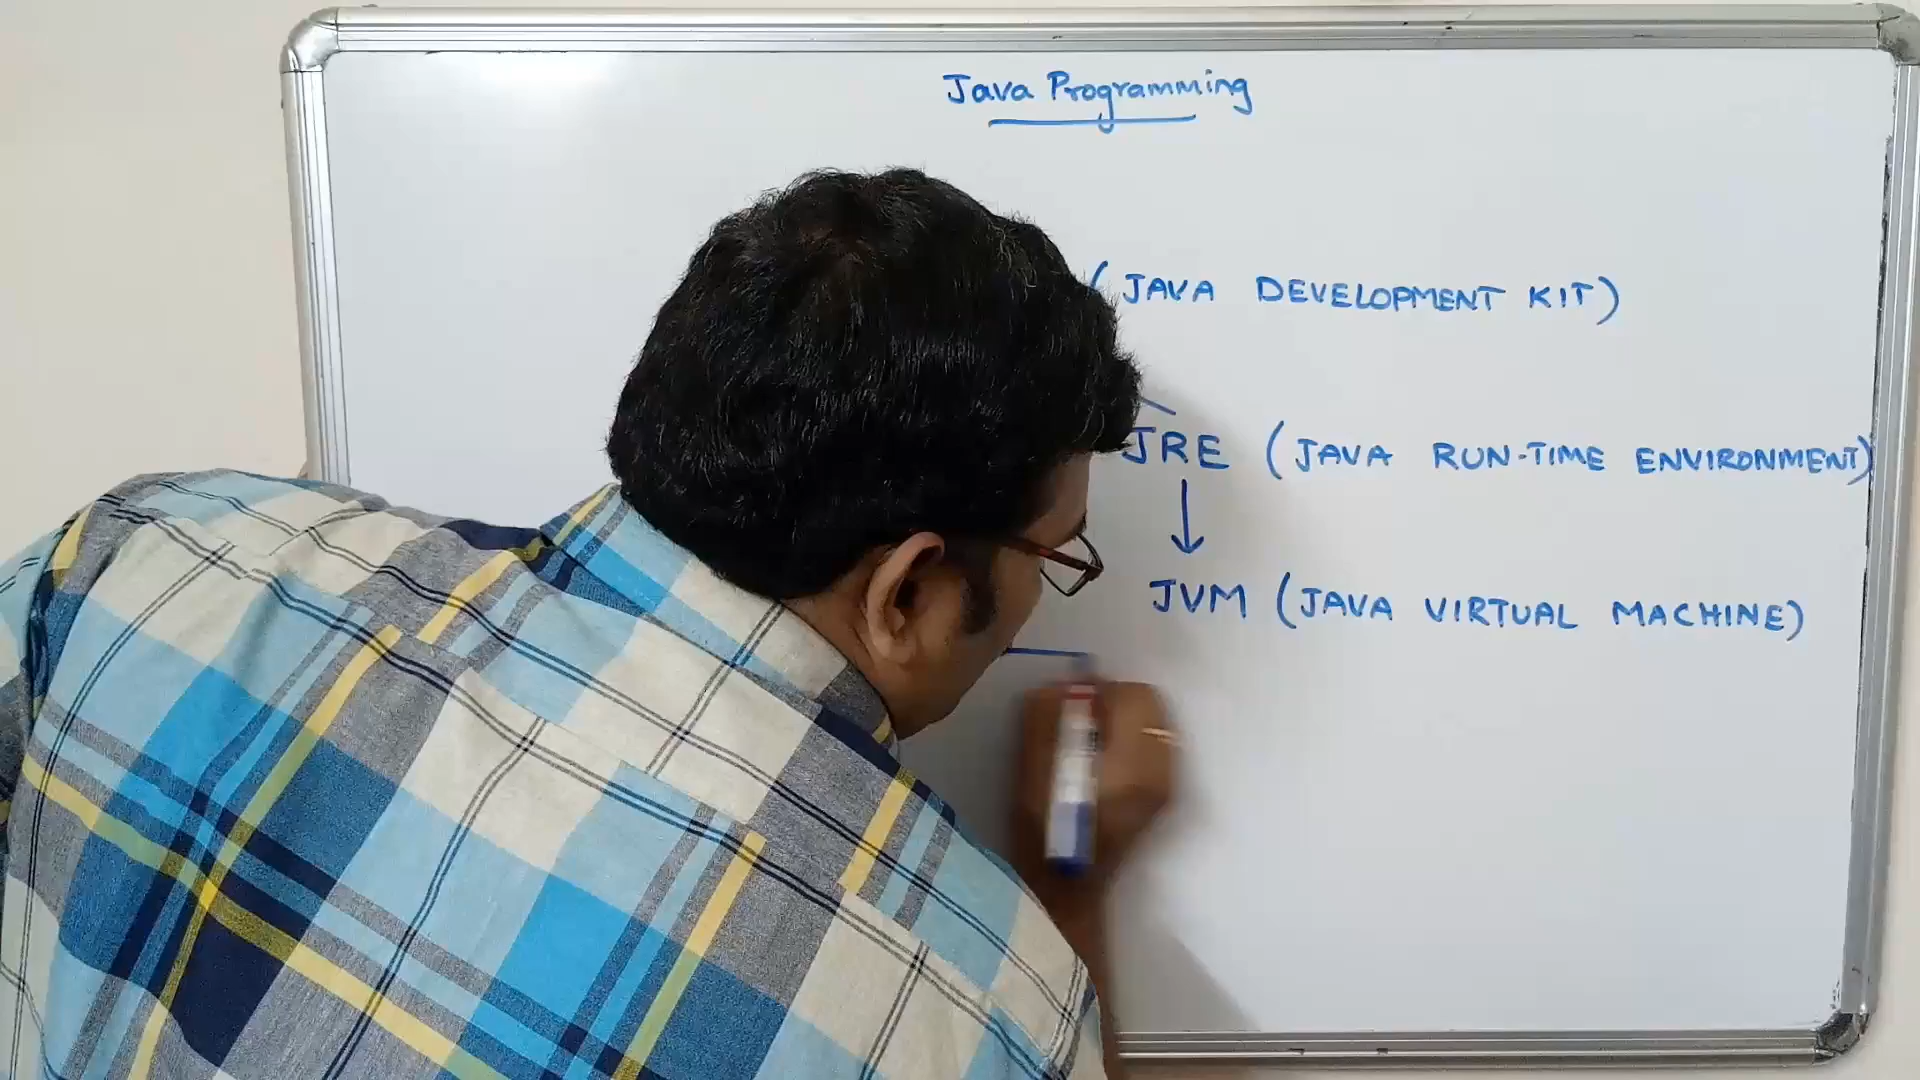 Java Programming
(JAVA DEVELOPMENT KIT)
JRE (JAVA RUN-TIME ENVIRONMENT)
JVM (JAVA VIRTUAL MACHINE)